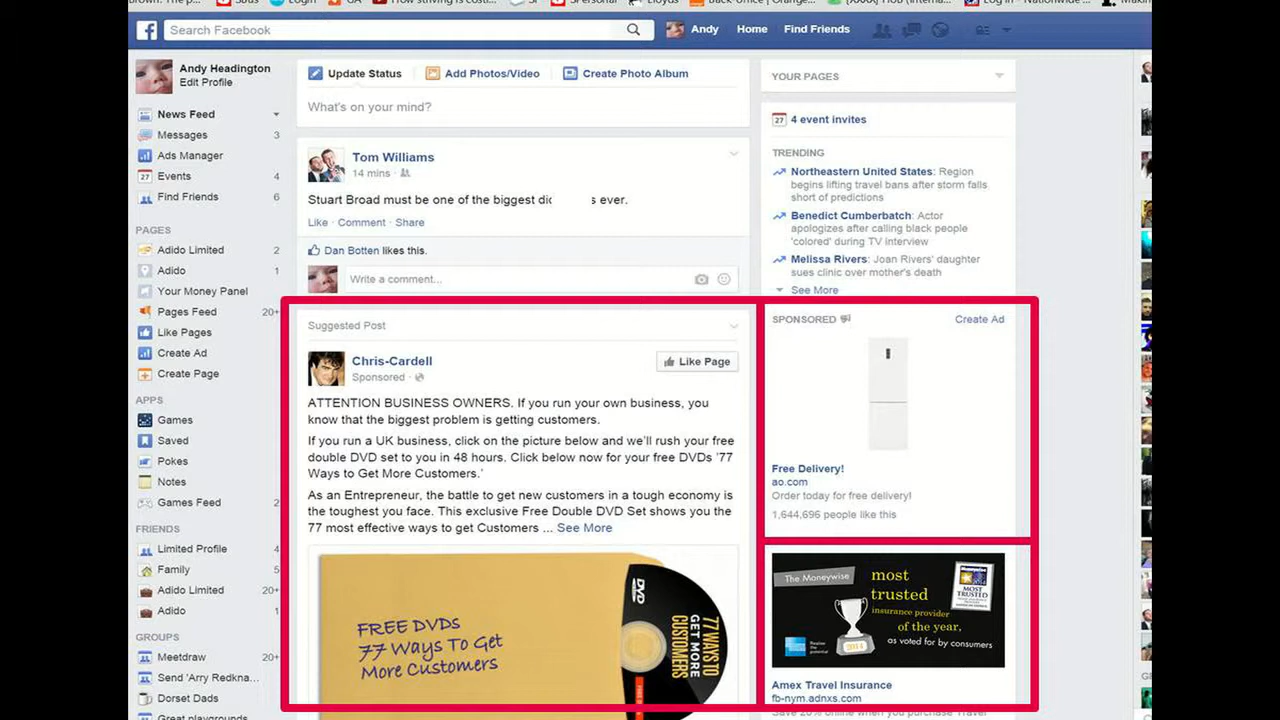 Search Facebook
Andy
Home
Find Friends
Andy Headington
Edit Profile
News Feed
Messages 3
Ads Manager
Events 4
Find Friends 6
PAGES
Adido Limited 2
Adido 1
Your Money Panel
Pages Feed 20+
Like Pages
Create Ad
Create Page
APPS
Games
Saved
Pokes
Notes
Games Feed 2
FRIENDS
Limited Profile 4
Family 5
Adido Limited 20+
Adido 1
GROUPS
Meetdraw 20+
Send 'Arry Redkna...
Dorset Dads
Great playgrounds
Update Status
Add Photos/Video
Create Photo Album
What's on your mind?
Tom Williams
14 mins
Stuart Broad must be one of the biggest dic s ever.
Like · Comment · Share
Dan Botten likes this.
Write a comment...
Suggested Post
Chris-Cardell
Sponsored
Like Page
ATTENTION BUSINESS OWNERS. If you run your own business, you
know that the biggest problem is getting customers.
If you run a UK business, click on the picture below and we'll rush your free
double DVD set to you in 48 hours. Click below now for your free DVDs '77
Ways to Get More Customers.'
As an Entrepreneur, the battle to get new customers in a tough economy is
the toughest you face. This exclusive Free Double DVD Set shows you the
77 most effective ways to get Customers ... See More
FREE DVDs
77 Ways To Get
More Customers
DVD
77 WAYS TO
GET MORE
CUSTOMERS
YOUR PAGES
27 4 event invites
TRENDING
Northeastern United States: Region
begins lifting travel bans after storm falls
short of predictions
Benedict Cumberbatch: Actor
apologizes after calling black people
'colored' during TV interview
Melissa Rivers: Joan Rivers' daughter
sues clinic over mother's death
See More
SPONSORED
Create Ad
Free Delivery!
ao.com
Order today for free delivery!
1,644,696 people like this
The Moneywise
most
trusted
insurance provider
of the year,
as voted for by consumers
MOST
TRUSTED
2014
Amex Travel Insurance
fb-nym.adnxs.com
Save 20% online when you purchase Travel